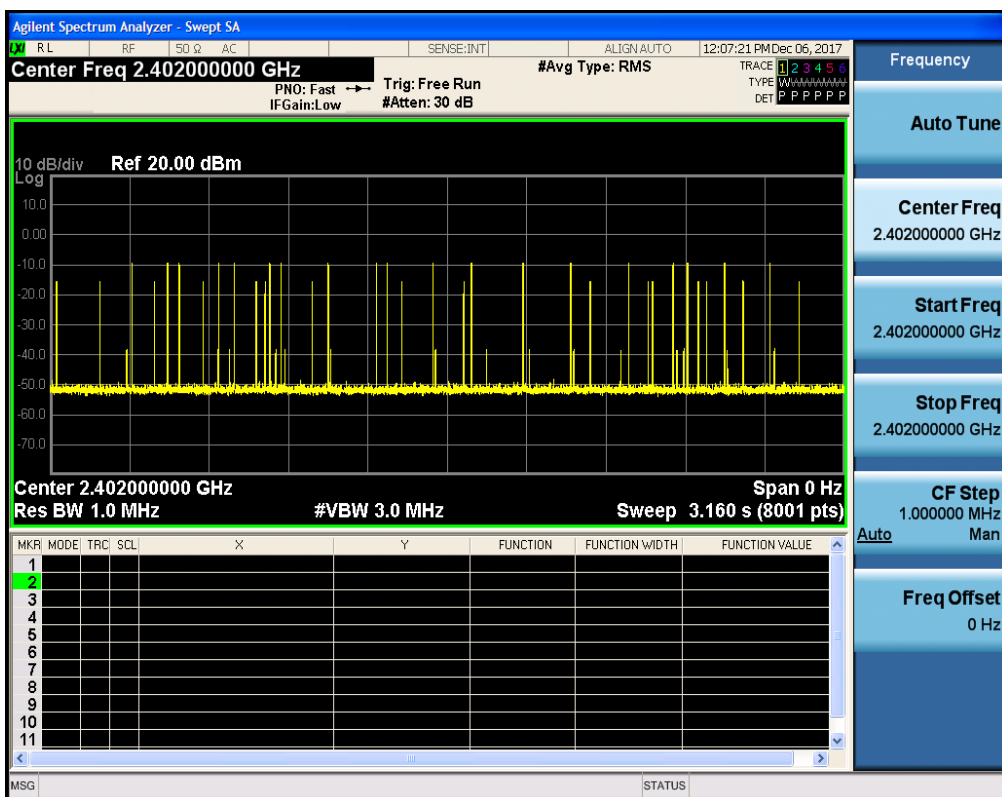 Agilent Spectrum Analyzer - Swept SA
LXI RL RF 50 Ω AC SENSE:INT ALIGN AUTO 12:07:21 PM Dec 06, 2017
Center Freq 2.402000000 GHz
PNO: Fast
IFGain:Low
Trig: Free Run
#Atten: 30 dB
#Avg Type: RMS
TRACE 1 2 3 4 5 6
TYPE W
DET P P P P P P
10 dB/div Ref 20.00 dBm
Log
10.0
0.00
-10.0
-20.0
-30.0
-40.0
-50.0
-60.0
-70.0
Center 2.402000000 GHz Span 0 Hz
Res BW 1.0 MHz #VBW 3.0 MHz Sweep 3.160 s (8001 pts)
MKR MODE TRC SCL X Y FUNCTION FUNCTION WIDTH FUNCTION VALUE
1
2
3
4
5
6
7
8
9
10
11
MSG STATUS
Frequency
Auto Tune
Center Freq
2.402000000 GHz
Start Freq
2.402000000 GHz
Stop Freq
2.402000000 GHz
CF Step
1.000000 MHz
Auto Man
Freq Offset
0 Hz